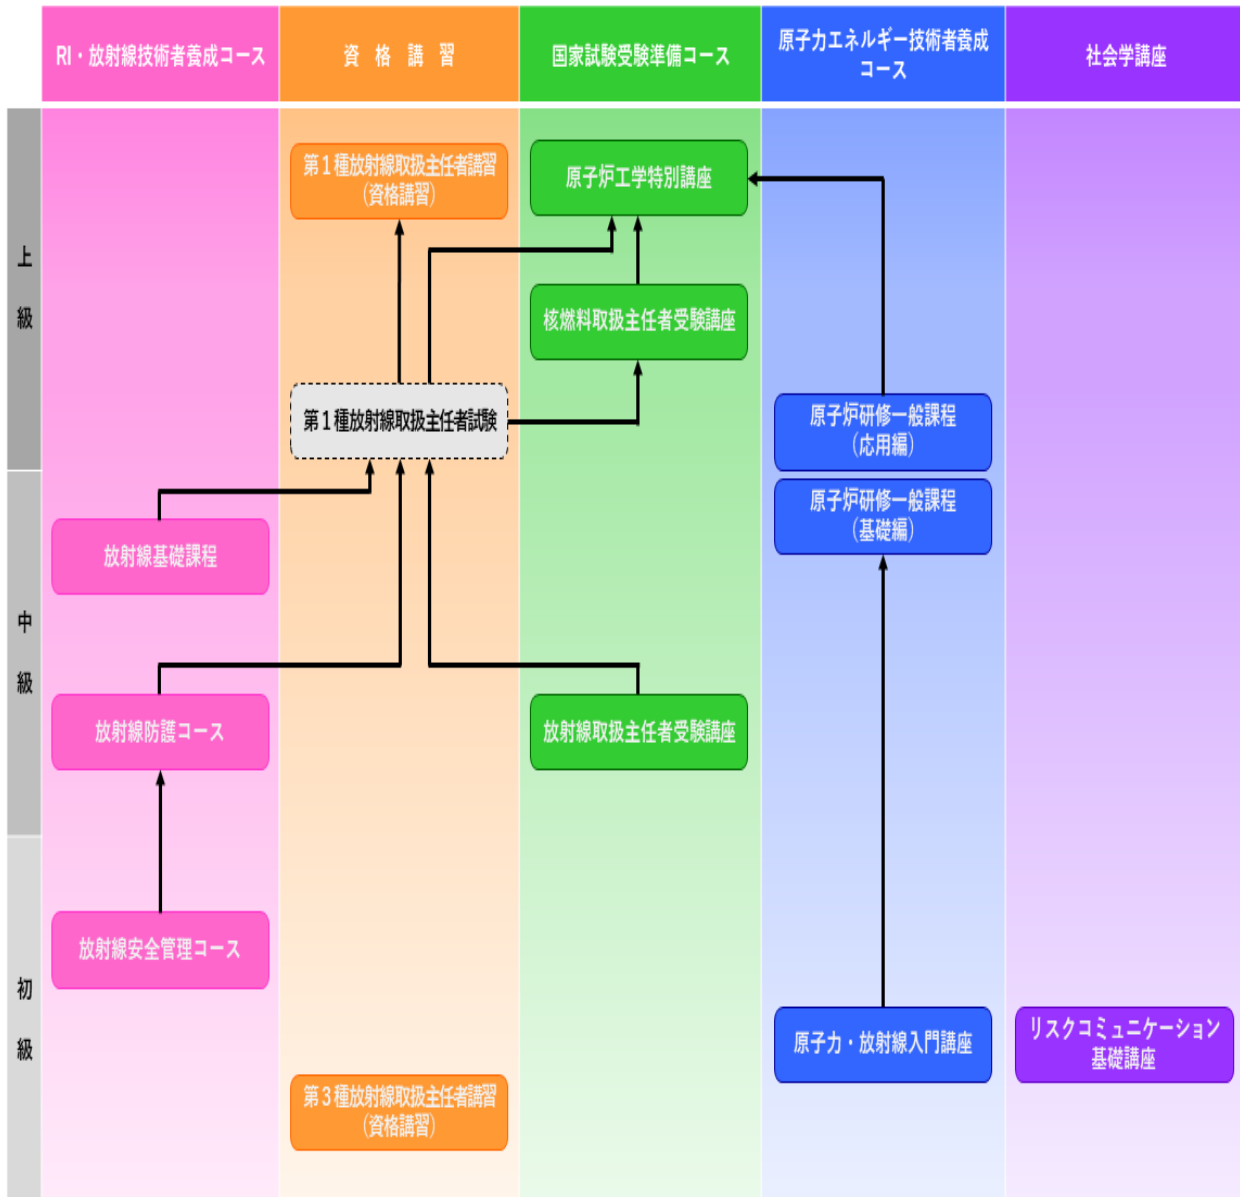 RI・放射線技術者養成コース
資　格　講　習
国家試験受験準備コース
原子力エネルギー技術者養成
コース
社会学講座
上
級
第１種放射線取扱主任者講習
(資格講習)
原子炉工学特別講座
核燃料取扱主任者受験講座
第１種放射線取扱主任者試験
原子炉研修一般課程
(応用編)
中
級
原子炉研修一般課程
(基礎編)
放射線基礎課程
放射線防護コース
放射線取扱主任者受験講座
初
級
放射線安全管理コース
原子力・放射線入門講座
リスクコミュニケーション
基礎講座
第３種放射線取扱主任者講習
(資格講習)